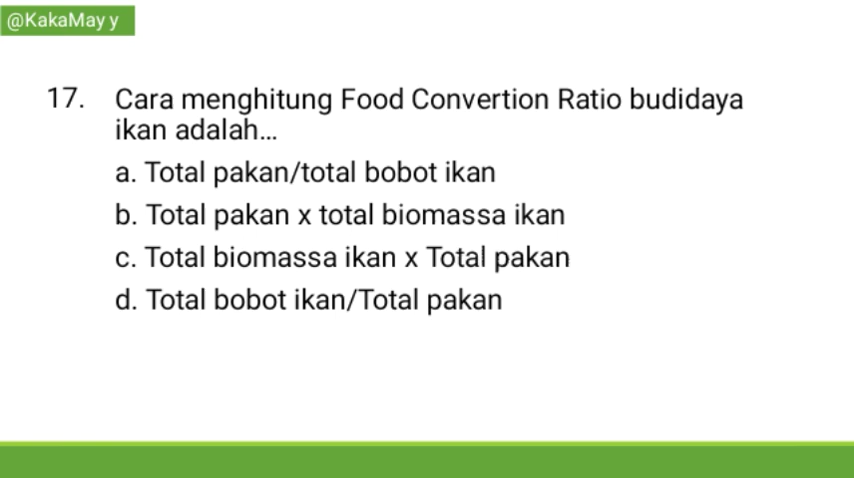 @KakaMay y
17. Cara menghitung Food Convertion Ratio budidaya
ikan adalah...
a. Total pakan/total bobot ikan
b. Total pakan x total biomassa ikan
c. Total biomassa ikan x Total pakan
d. Total bobot ikan/Total pakan